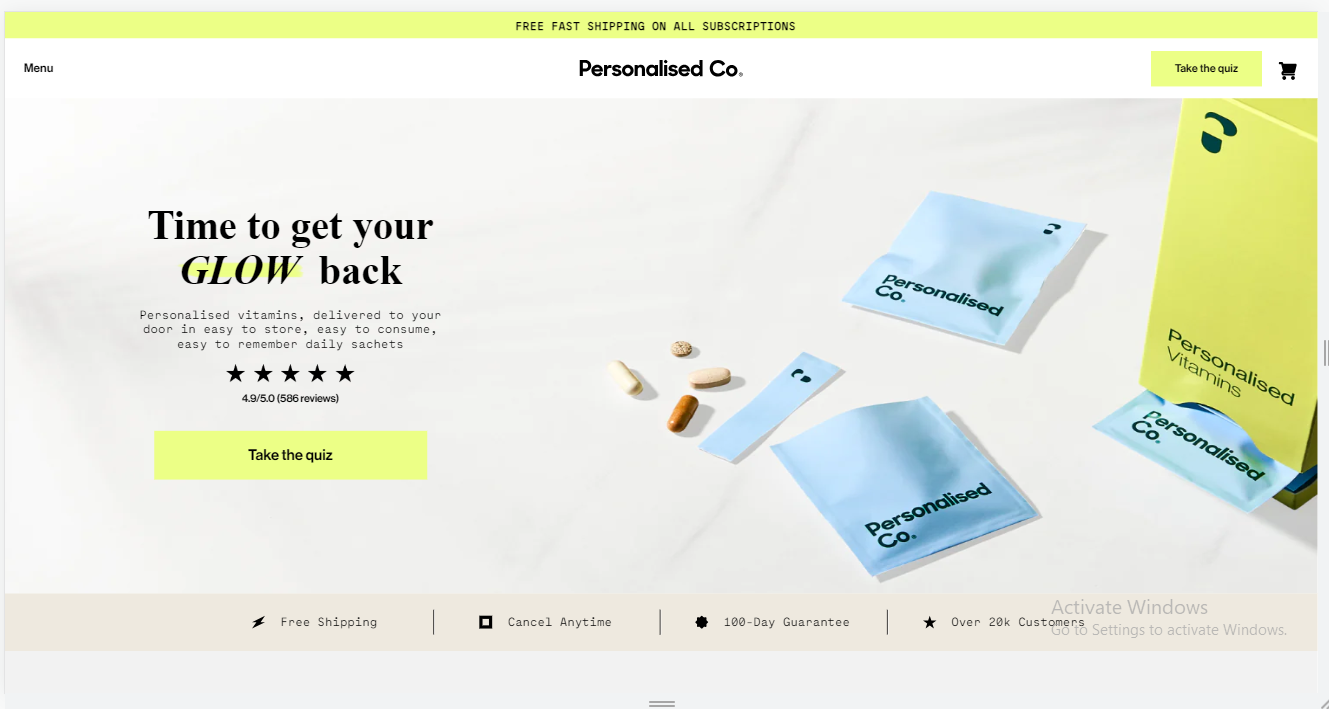 FREE FAST SHIPPING ON ALL SUBSCRIPTIONS
Menu
Personalised Co.
Take the quiz
Time to get your
GLOW back
Personalised vitamins, delivered to your
door in easy to store, easy to consume,
easy to remember daily sachets
4.9/5.0 (586 reviews)
Take the quiz
Personalised
Co.
Personalised
Co.
Personalised
Vitamins
Personalised
Co.
Free Shipping
Cancel Anytime
100-Day Guarantee
Over 20k Customers
Activate Windows
Go to Settings to activate Windows.